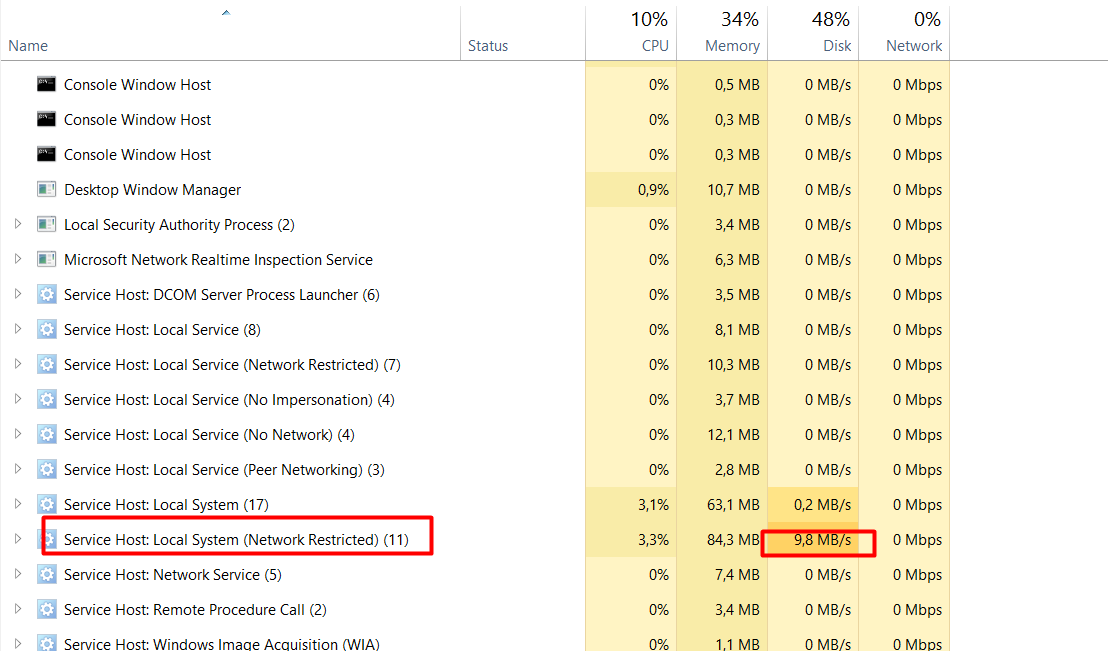 10% 34% 48% 0%
Name Status CPU Memory Disk Network
Console Window Host 0% 0,5 MB 0 MB/s 0 Mbps
Console Window Host 0% 0,3 MB 0 MB/s 0 Mbps
Console Window Host 0% 0,3 MB 0 MB/s 0 Mbps
Desktop Window Manager 0,9% 10,7 MB 0 MB/s 0 Mbps
Local Security Authority Process (2) 0% 3,4 MB 0 MB/s 0 Mbps
Microsoft Network Realtime Inspection Service 0% 6,3 MB 0 MB/s 0 Mbps
Service Host: DCOM Server Process Launcher (6) 0% 3,5 MB 0 MB/s 0 Mbps
Service Host: Local Service (8) 0% 8,1 MB 0 MB/s 0 Mbps
Service Host: Local Service (Network Restricted) (7) 0% 10,3 MB 0 MB/s 0 Mbps
Service Host: Local Service (No Impersonation) (4) 0% 3,7 MB 0 MB/s 0 Mbps
Service Host: Local Service (No Network) (4) 0% 12,1 MB 0 MB/s 0 Mbps
Service Host: Local Service (Peer Networking) (3) 0% 2,8 MB 0 MB/s 0 Mbps
Service Host: Local System (17) 3,1% 63,1 MB 0,2 MB/s 0 Mbps
Service Host: Local System (Network Restricted) (11) 3,3% 84,3 MB 9,8 MB/s 0 Mbps
Service Host: Network Service (5) 0% 7,4 MB 0 MB/s 0 Mbps
Service Host: Remote Procedure Call (2) 0% 3,4 MB 0 MB/s 0 Mbps
Service Host: Windows Image Acquisition (WIA) 0% 1,1 MB 0 MB/s 0 Mbps